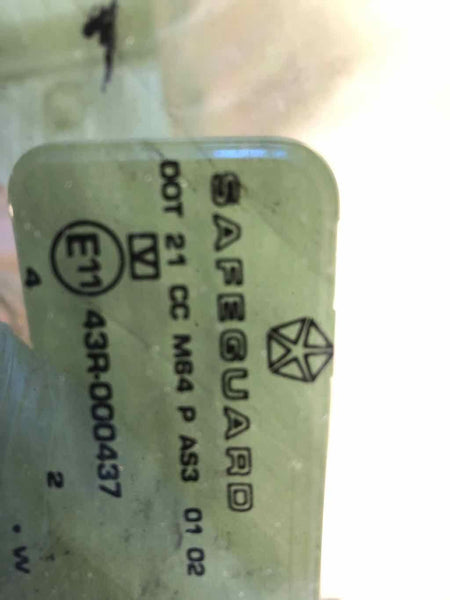 SAFEGUARD
DOT 21 CC M64 P AS3 01 02
V
E11 43R-000437
4 2
• W